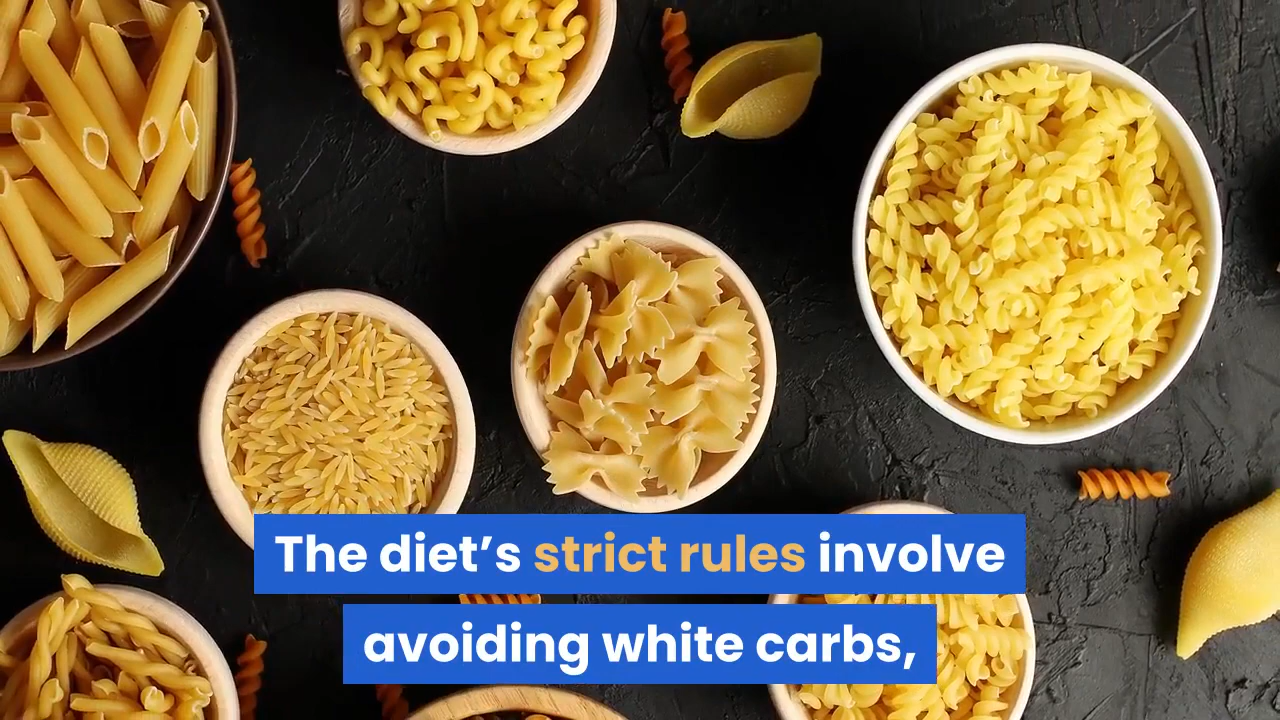 The diet’s strict rules involve
avoiding white carbs,